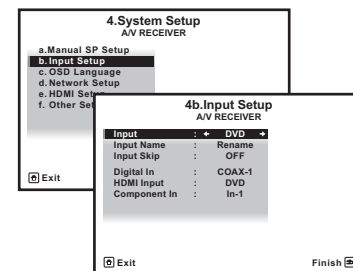 4.System Setup
A/V RECEIVER
a.Manual SP Setup
b.Input Setup
c.OSD Language
d.Network Setup
e.HDMI Setup
f. Other Set
Exit
4b.Input Setup
A/V RECEIVER
Input : DVD
Input Name : Rename
Input Skip : OFF
Digital In : COAX-1
HDMI Input : DVD
Component In : In-1
Exit
Finish